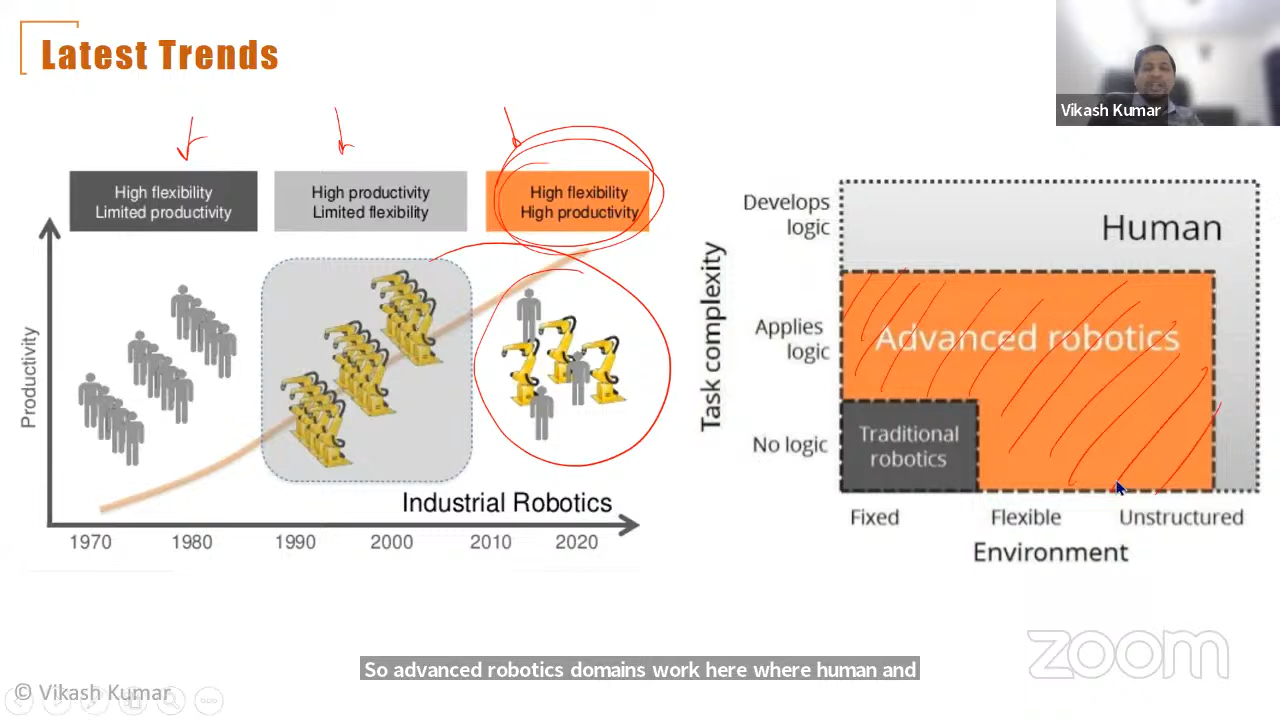 Latest Trends
Vikash Kumar
High flexibility
Limited productivity
High productivity
Limited flexibility
High flexibility
High productivity
Productivity
Industrial Robotics
1970
1980
1990
2000
2010
2020
Task complexity
Develops
logic
Applies
logic
No logic
Human
Advanced robotics
Traditional
robotics
Fixed
Flexible
Unstructured
Environment
zoom
So advanced robotics domains work here where human and
© Vikash Kumar